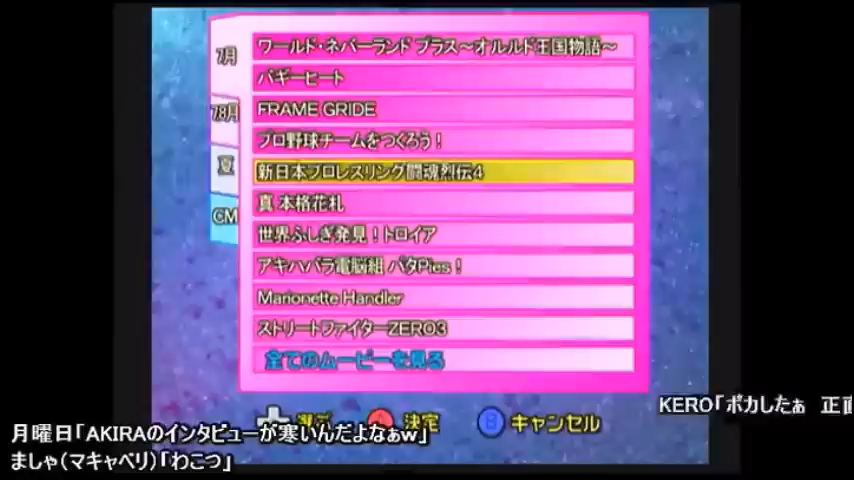 7月
7.8月
夏
CM
ワールド・ネバーランド プラス～オルルド王国物語～
バギーヒート
FRAME GRIDE
プロ野球チームをつくろう！
新日本プロレスリング闘魂烈伝4
真 本格花札
世界ふしぎ発見！トロイア
アキハバラ電脳組 パタPies！
Marionette Handler
ストリートファイターZERO3
全てのムービーを見る
A 決定
B キャンセル
KERO「ポカしたぁ 正直
月曜日「AKIRAのインタビューが寒いんだよなぁw」
ましゃ（マキャベリ）「わこつ」